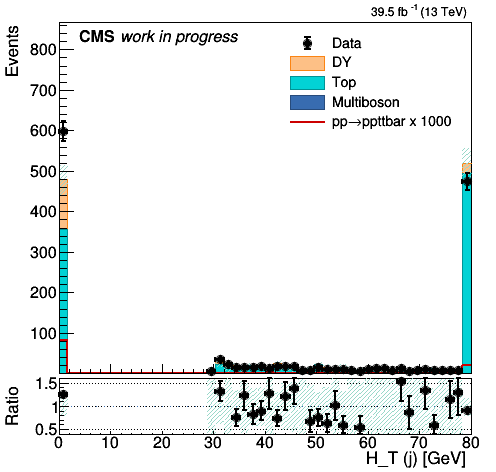 39.5 fb -1 (13 TeV)
CMS work in progress
Events
Data
DY
Top
Multiboson
pp→ppttbar x 1000
800
700
600
500
400
300
200
100
Ratio
1.5
1
0.5
0 10 20 30 40 50 60 70 80
H_T (j) [GeV]